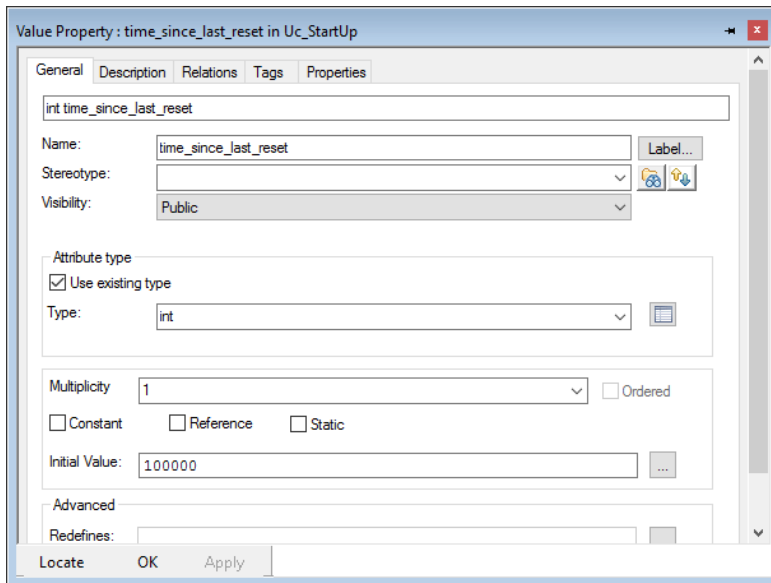 Value Property : time_since_last_reset in Uc_StartUp
General Description Relations Tags Properties
int time_since_last_reset
Name: time_since_last_reset Label...
Stereotype:
Visibility: Public
Attribute type
Use existing type
Type: int
Multiplicity 1 Ordered
Constant Reference Static
Initial Value: 100000 ...
Advanced
Redefines:
Locate OK Apply